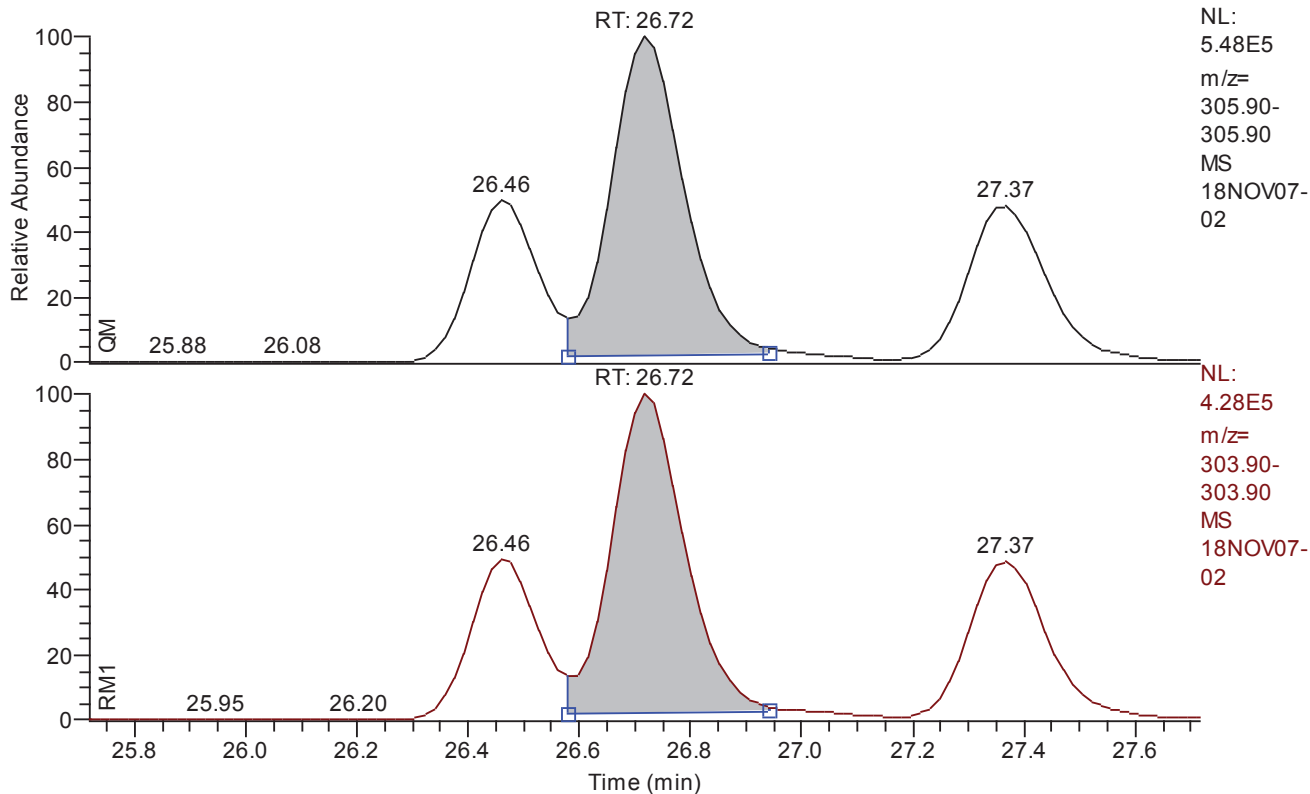 RT: 26.72
NL:
5.48E5
m/z=
305.90-
305.90
MS
18NOV07-
02
Relative Abundance
100
80
60
40
20
0
26.46
27.37
25.88
26.08
QM
RT: 26.72
NL:
4.28E5
m/z=
303.90-
303.90
MS
18NOV07-
02
100
80
60
40
20
0
26.46
27.37
25.95
26.20
RM1
25.8 26.0 26.2 26.4 26.6 26.8 27.0 27.2 27.4 27.6
Time (min)